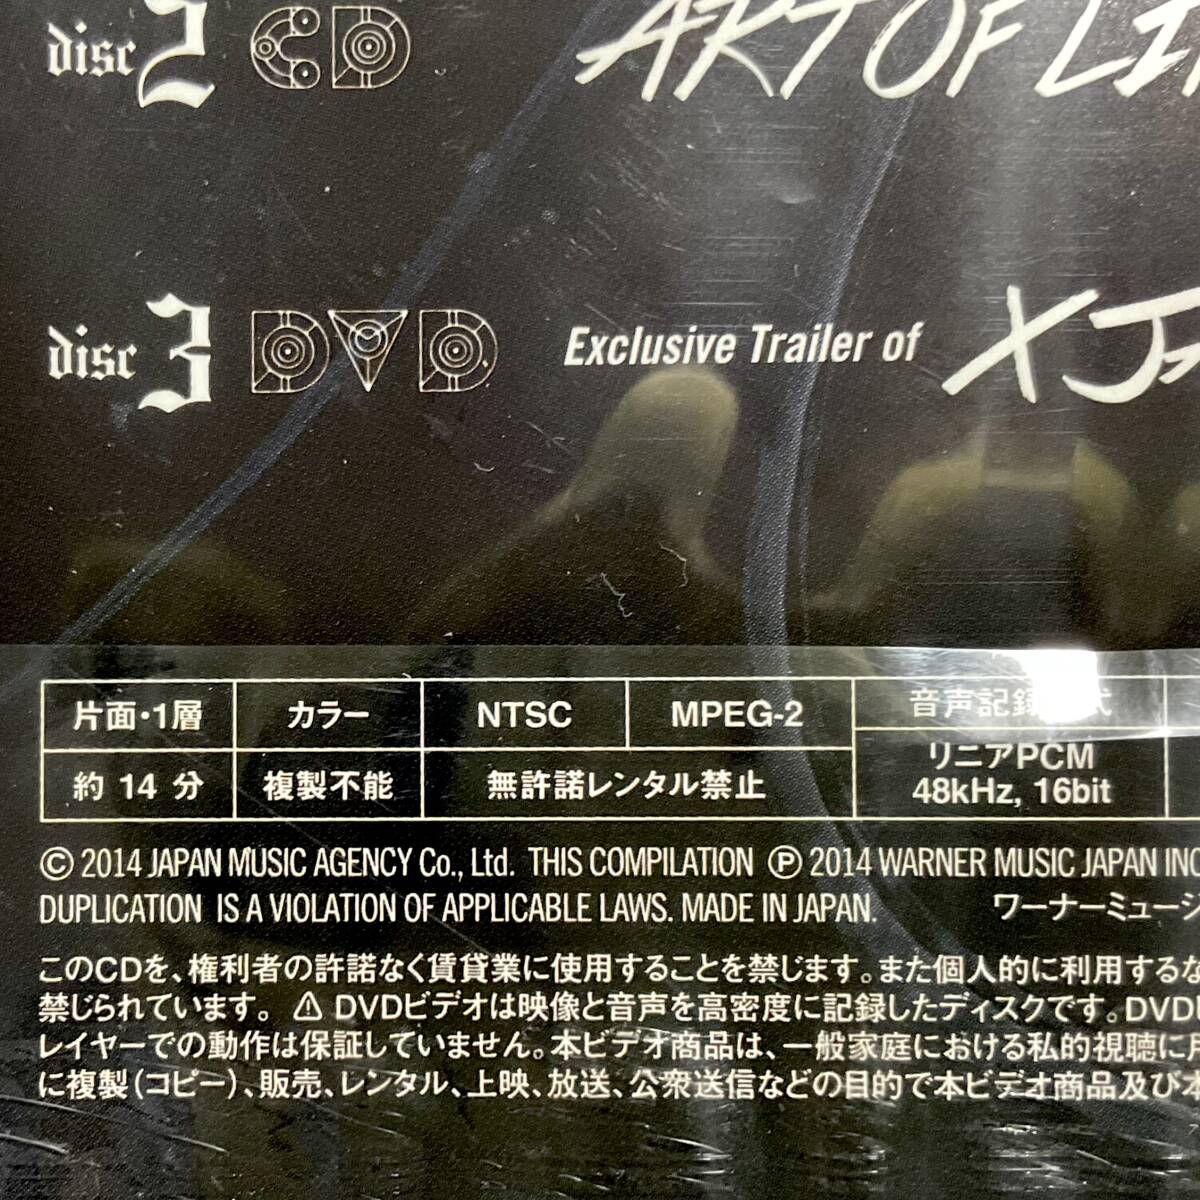 disc 2 CD ART OF LI
disc 3 DVD Exclusive Trailer of X JA
片面・1層 カラー NTSC MPEG-2 音声記録 式
約 14 分 複製不能 無許諾レンタル禁止 リニアPCM
48kHz, 16bit
© 2014 JAPAN MUSIC AGENCY Co., Ltd. THIS COMPILATION ℗ 2014 WARNER MUSIC JAPAN INC
DUPLICATION IS A VIOLATION OF APPLICABLE LAWS. MADE IN JAPAN. ワーナーミュージ
このCDを、権利者の許諾なく賃貸業に使用することを禁じます。また個人的に利用するな
禁じられています。 ⚠ DVDビデオは映像と音声を高密度に記録したディスクです。DVD
レイヤーでの動作は保証していません。本ビデオ商品は、一般家庭における私的視聴に
に複製(コピー)、販売、レンタル、上映、放送、公衆送信などの目的で本ビデオ商品及び本